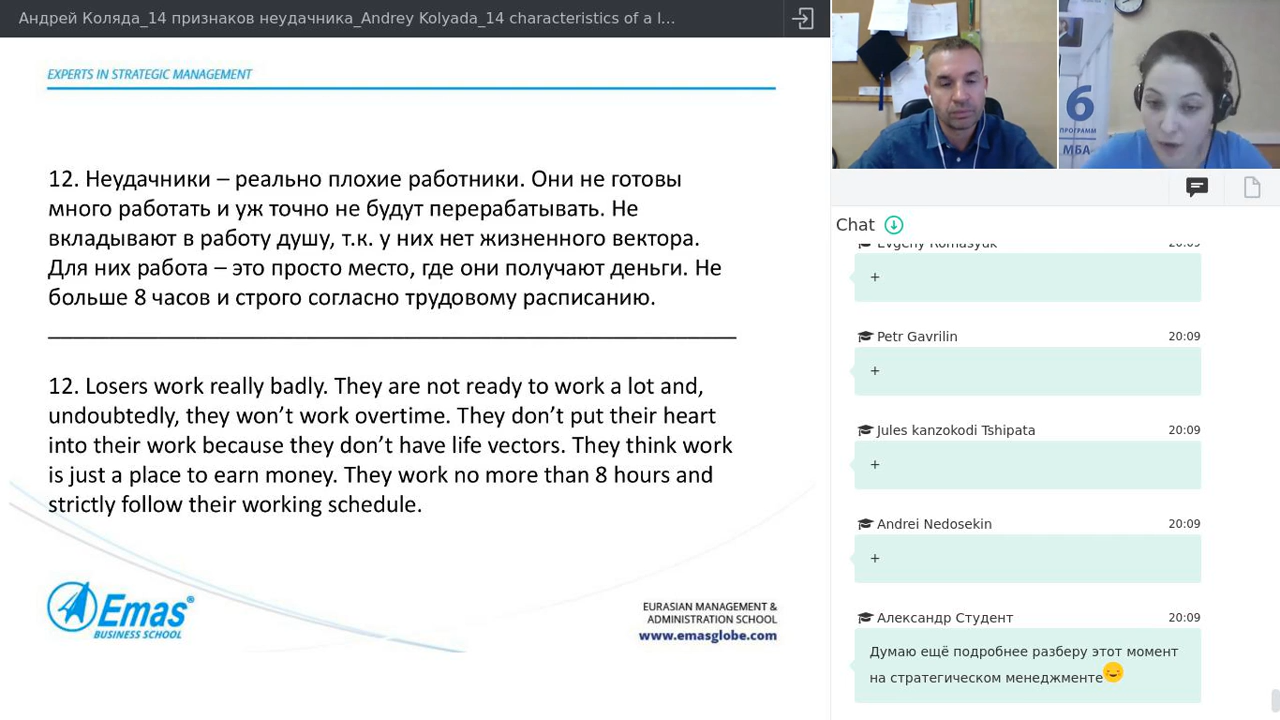 Андрей Коляда_14 признаков неудачника_Andrey Kolyada_14 characteristics of a l...
EXPERTS IN STRATEGIC MANAGEMENT
12. Неудачники – реально плохие работники. Они не готовы
много работать и уж точно не будут перерабатывать. Не
вкладывают в работу душу, т.к. у них нет жизненного вектора.
Для них работа – это просто место, где они получают деньги. Не
больше 8 часов и строго согласно трудовому расписанию.
12. Losers work really badly. They are not ready to work a lot and,
undoubtedly, they won’t work overtime. They don’t put their heart
into their work because they don’t have life vectors. They think work
is just a place to earn money. They work no more than 8 hours and
strictly follow their working schedule.
Emas®
BUSINESS SCHOOL
EURASIAN MANAGEMENT &
ADMINISTRATION SCHOOL
www.emasglobe.com
6
ПРОГРАММ
МБА
Chat
Evgeny Romasyuk 20:09
+
Petr Gavrilin 20:09
+
Jules kanzokodi Tshipata 20:09
+
Andrei Nedosekin 20:09
+
Александр Студент 20:09
Думаю ещё подробнее разберу этот момент
на стратегическом менеджменте